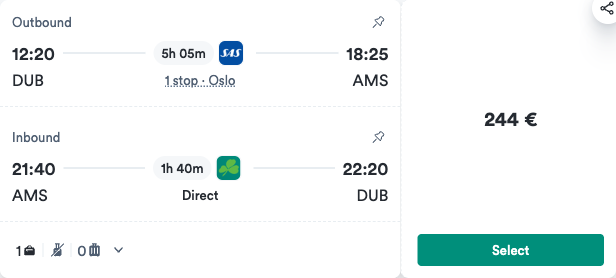 Outbound
12:20 5h 05m SAS 18:25
DUB 1 stop · Oslo AMS
Inbound
21:40 1h 40m 22:20
AMS Direct DUB
1 0
244 €
Select